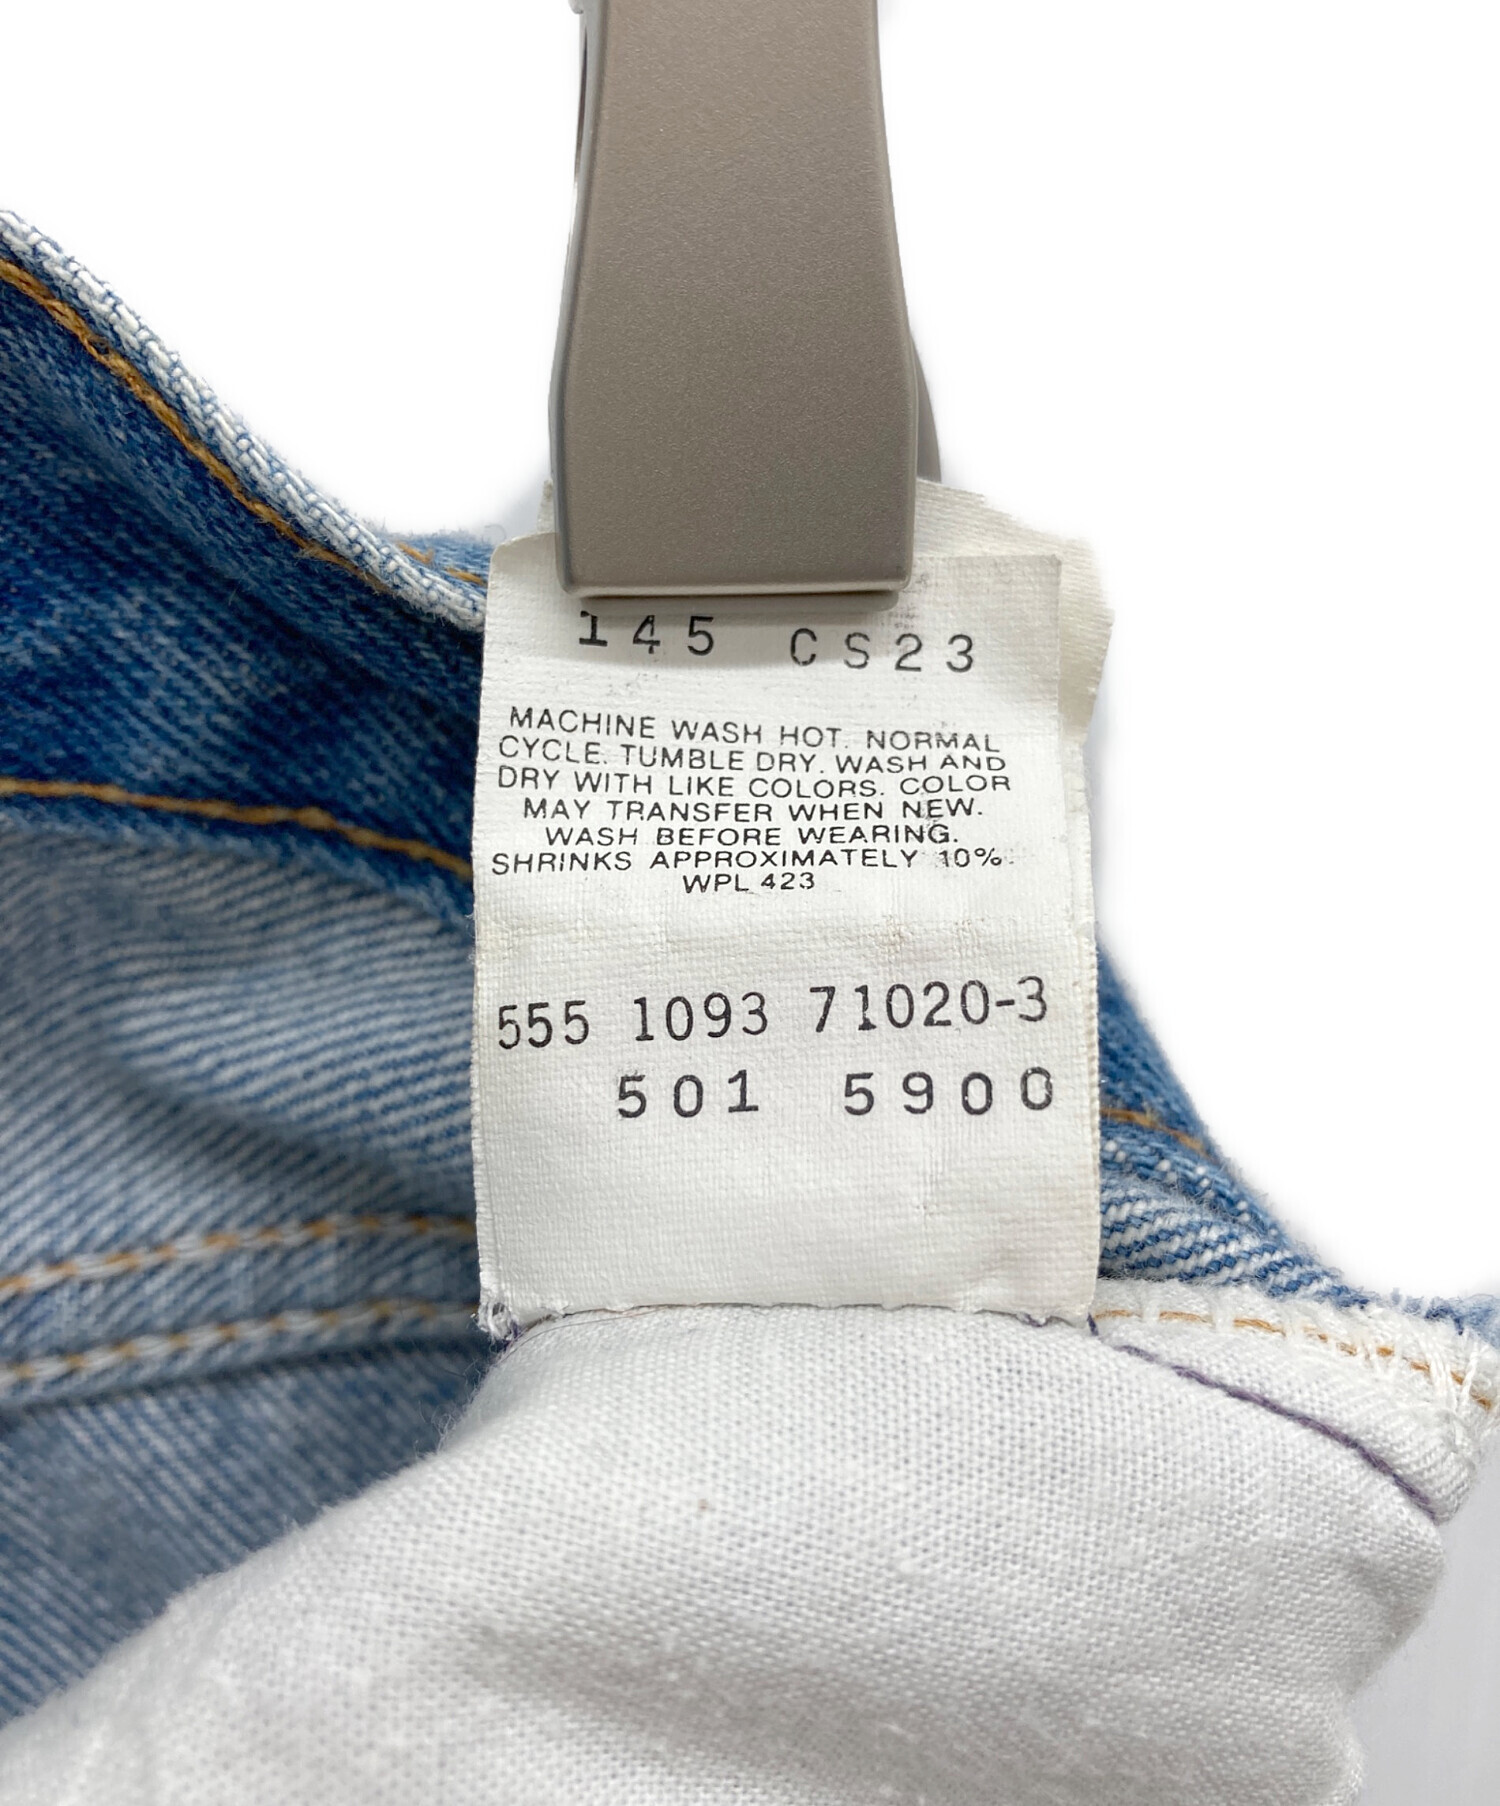 145 CS23
MACHINE WASH HOT. NORMAL
CYCLE. TUMBLE DRY. WASH AND
DRY WITH LIKE COLORS. COLOR
MAY TRANSFER WHEN NEW.
WASH BEFORE WEARING.
SHRINKS APPROXIMATELY 10%.
WPL 423
555 1093 71020-3
501 5900